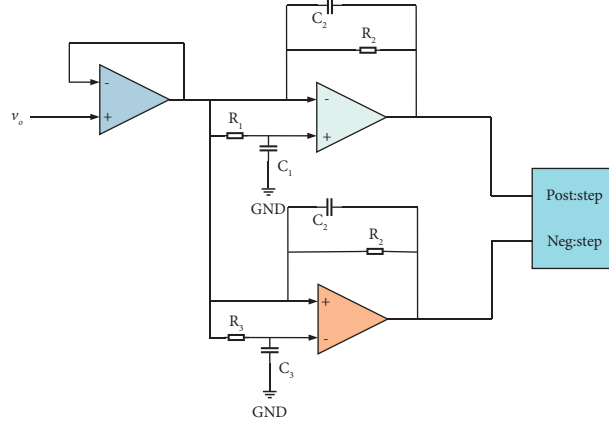 C₂
R₂
-
+
vₒ
-
+
R₁
C₁
GND
Post:step
Neg:step
C₂
R₂
+
-
R₃
C₃
GND